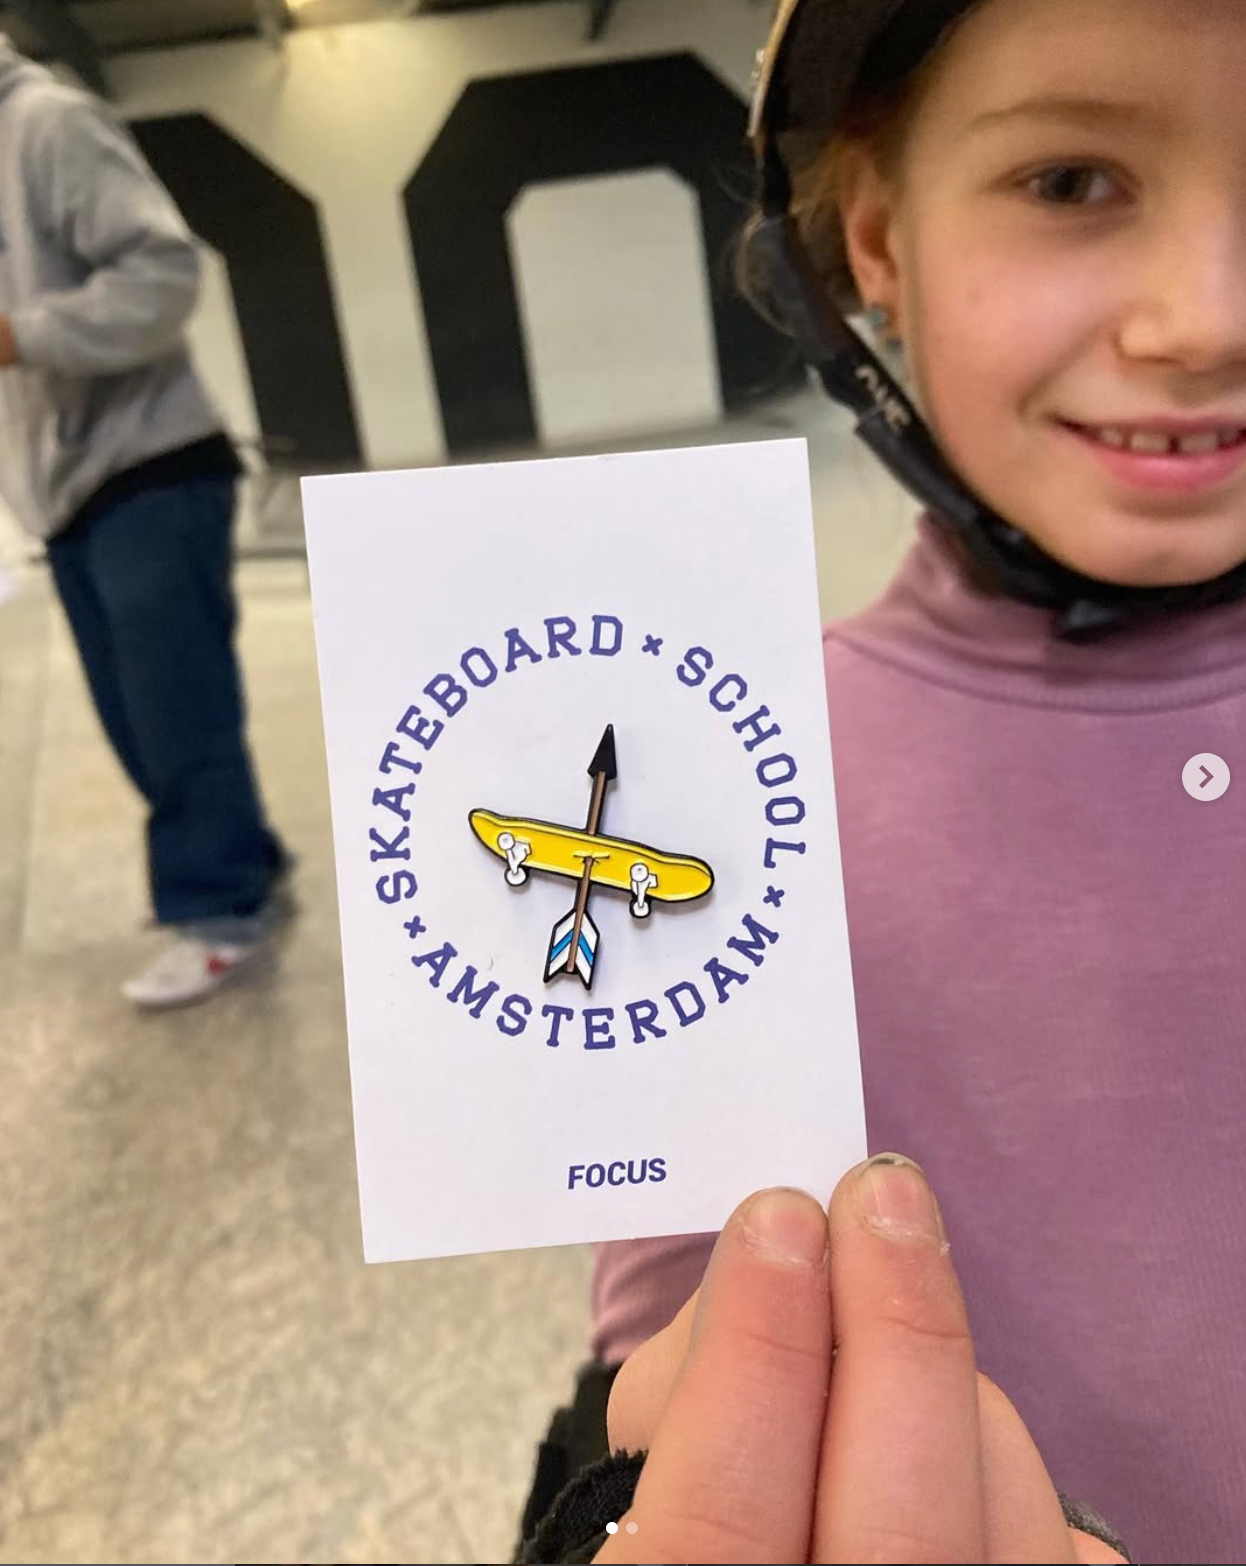 SKATEBOARD × SCHOOL × AMSTERDAM ×
FOCUS